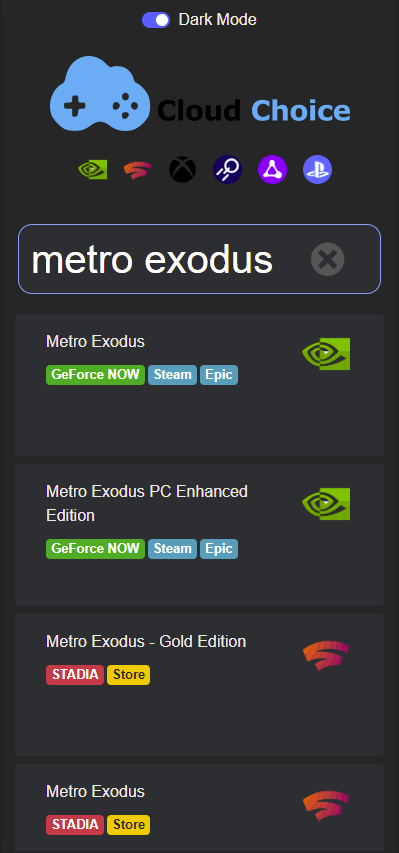 Dark Mode
Cloud Choice
metro exodus
Metro Exodus
GeForce NOW Steam Epic
Metro Exodus PC Enhanced
Edition
GeForce NOW Steam Epic
Metro Exodus - Gold Edition
STADIA Store
Metro Exodus
STADIA Store